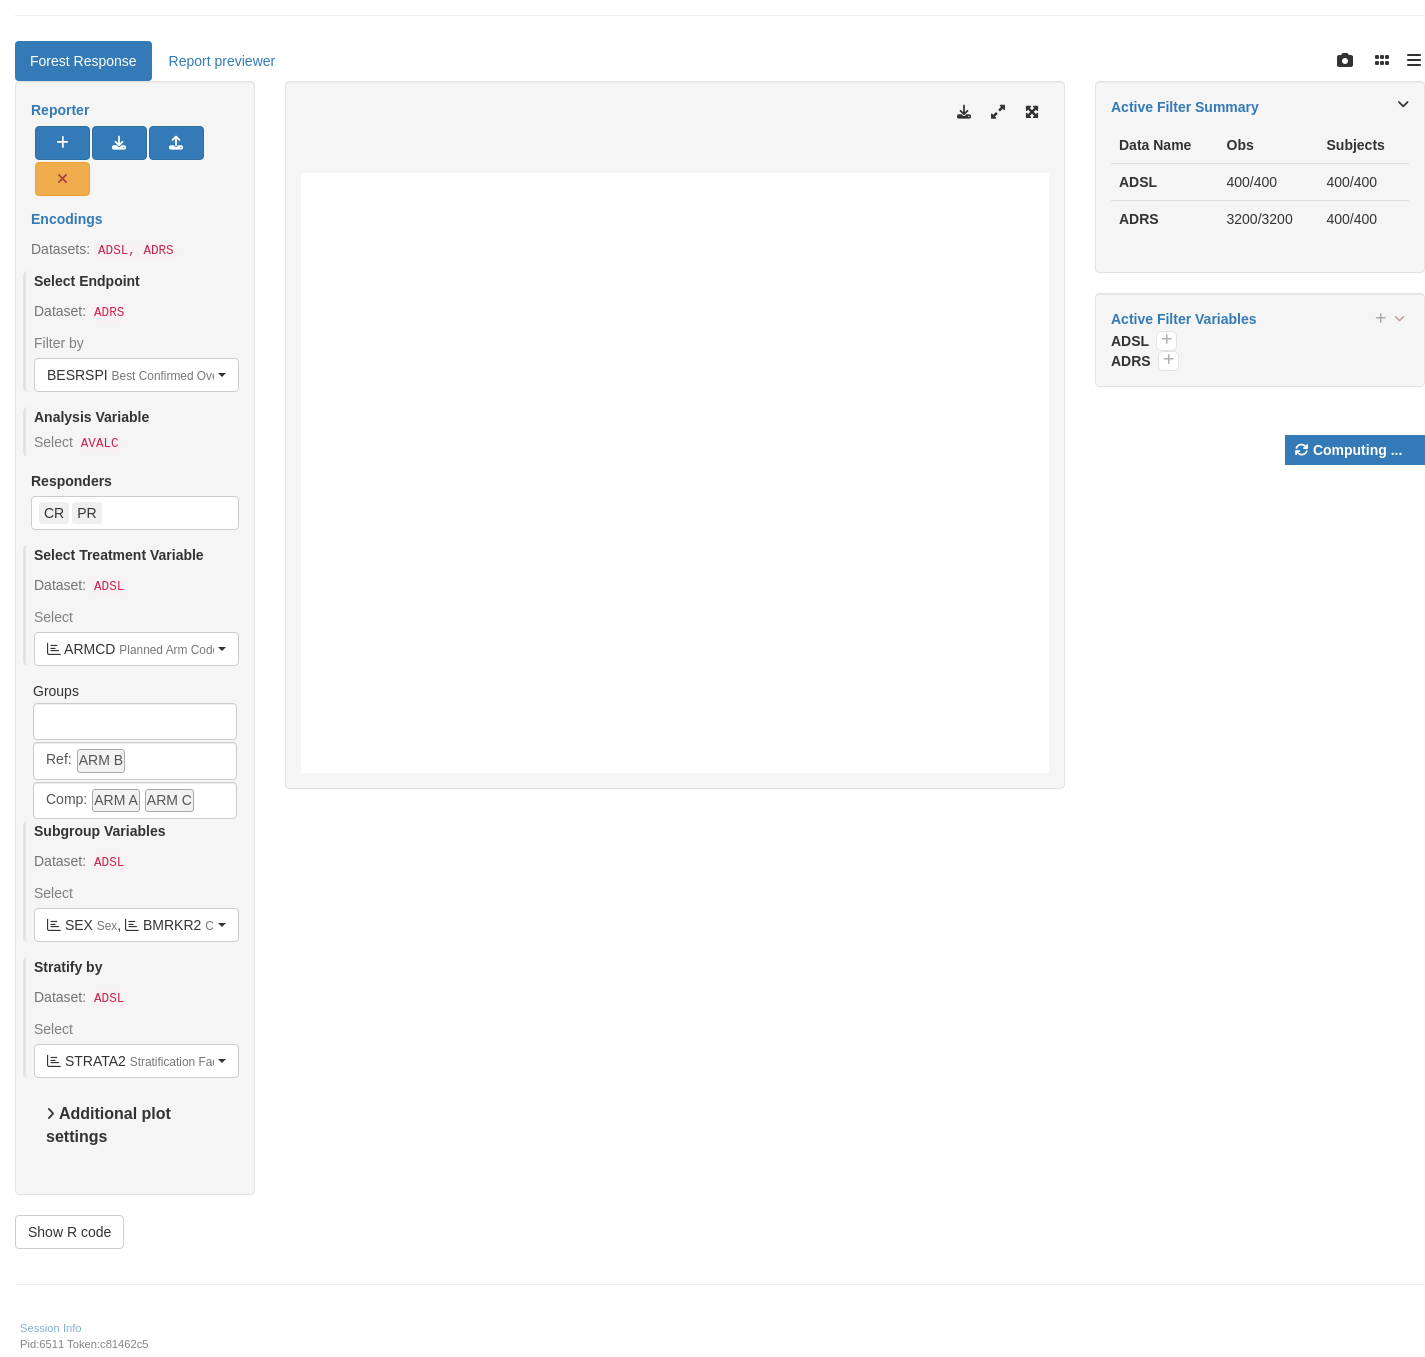 Forest Response
Report previewer
Reporter
Encodings
Datasets: ADSL, ADRS
Select Endpoint
Dataset: ADRS
Filter by
BESRSPI Best Confirmed Ove
Analysis Variable
Select AVALC
Responders
CR PR
Select Treatment Variable
Dataset: ADSL
Select
ARMCD Planned Arm Code
Groups
Ref: ARM B
Comp: ARM A ARM C
Subgroup Variables
Dataset: ADSL
Select
SEX Sex, BMRKR2 C
Stratify by
Dataset: ADSL
Select
STRATA2 Stratification Fac
Additional plot
settings
Show R code
Active Filter Summary
Data Name Obs Subjects
ADSL 400/400 400/400
ADRS 3200/3200 400/400
Active Filter Variables
ADSL
ADRS
Computing ...
Session Info
Pid:6511 Token:c81462c5